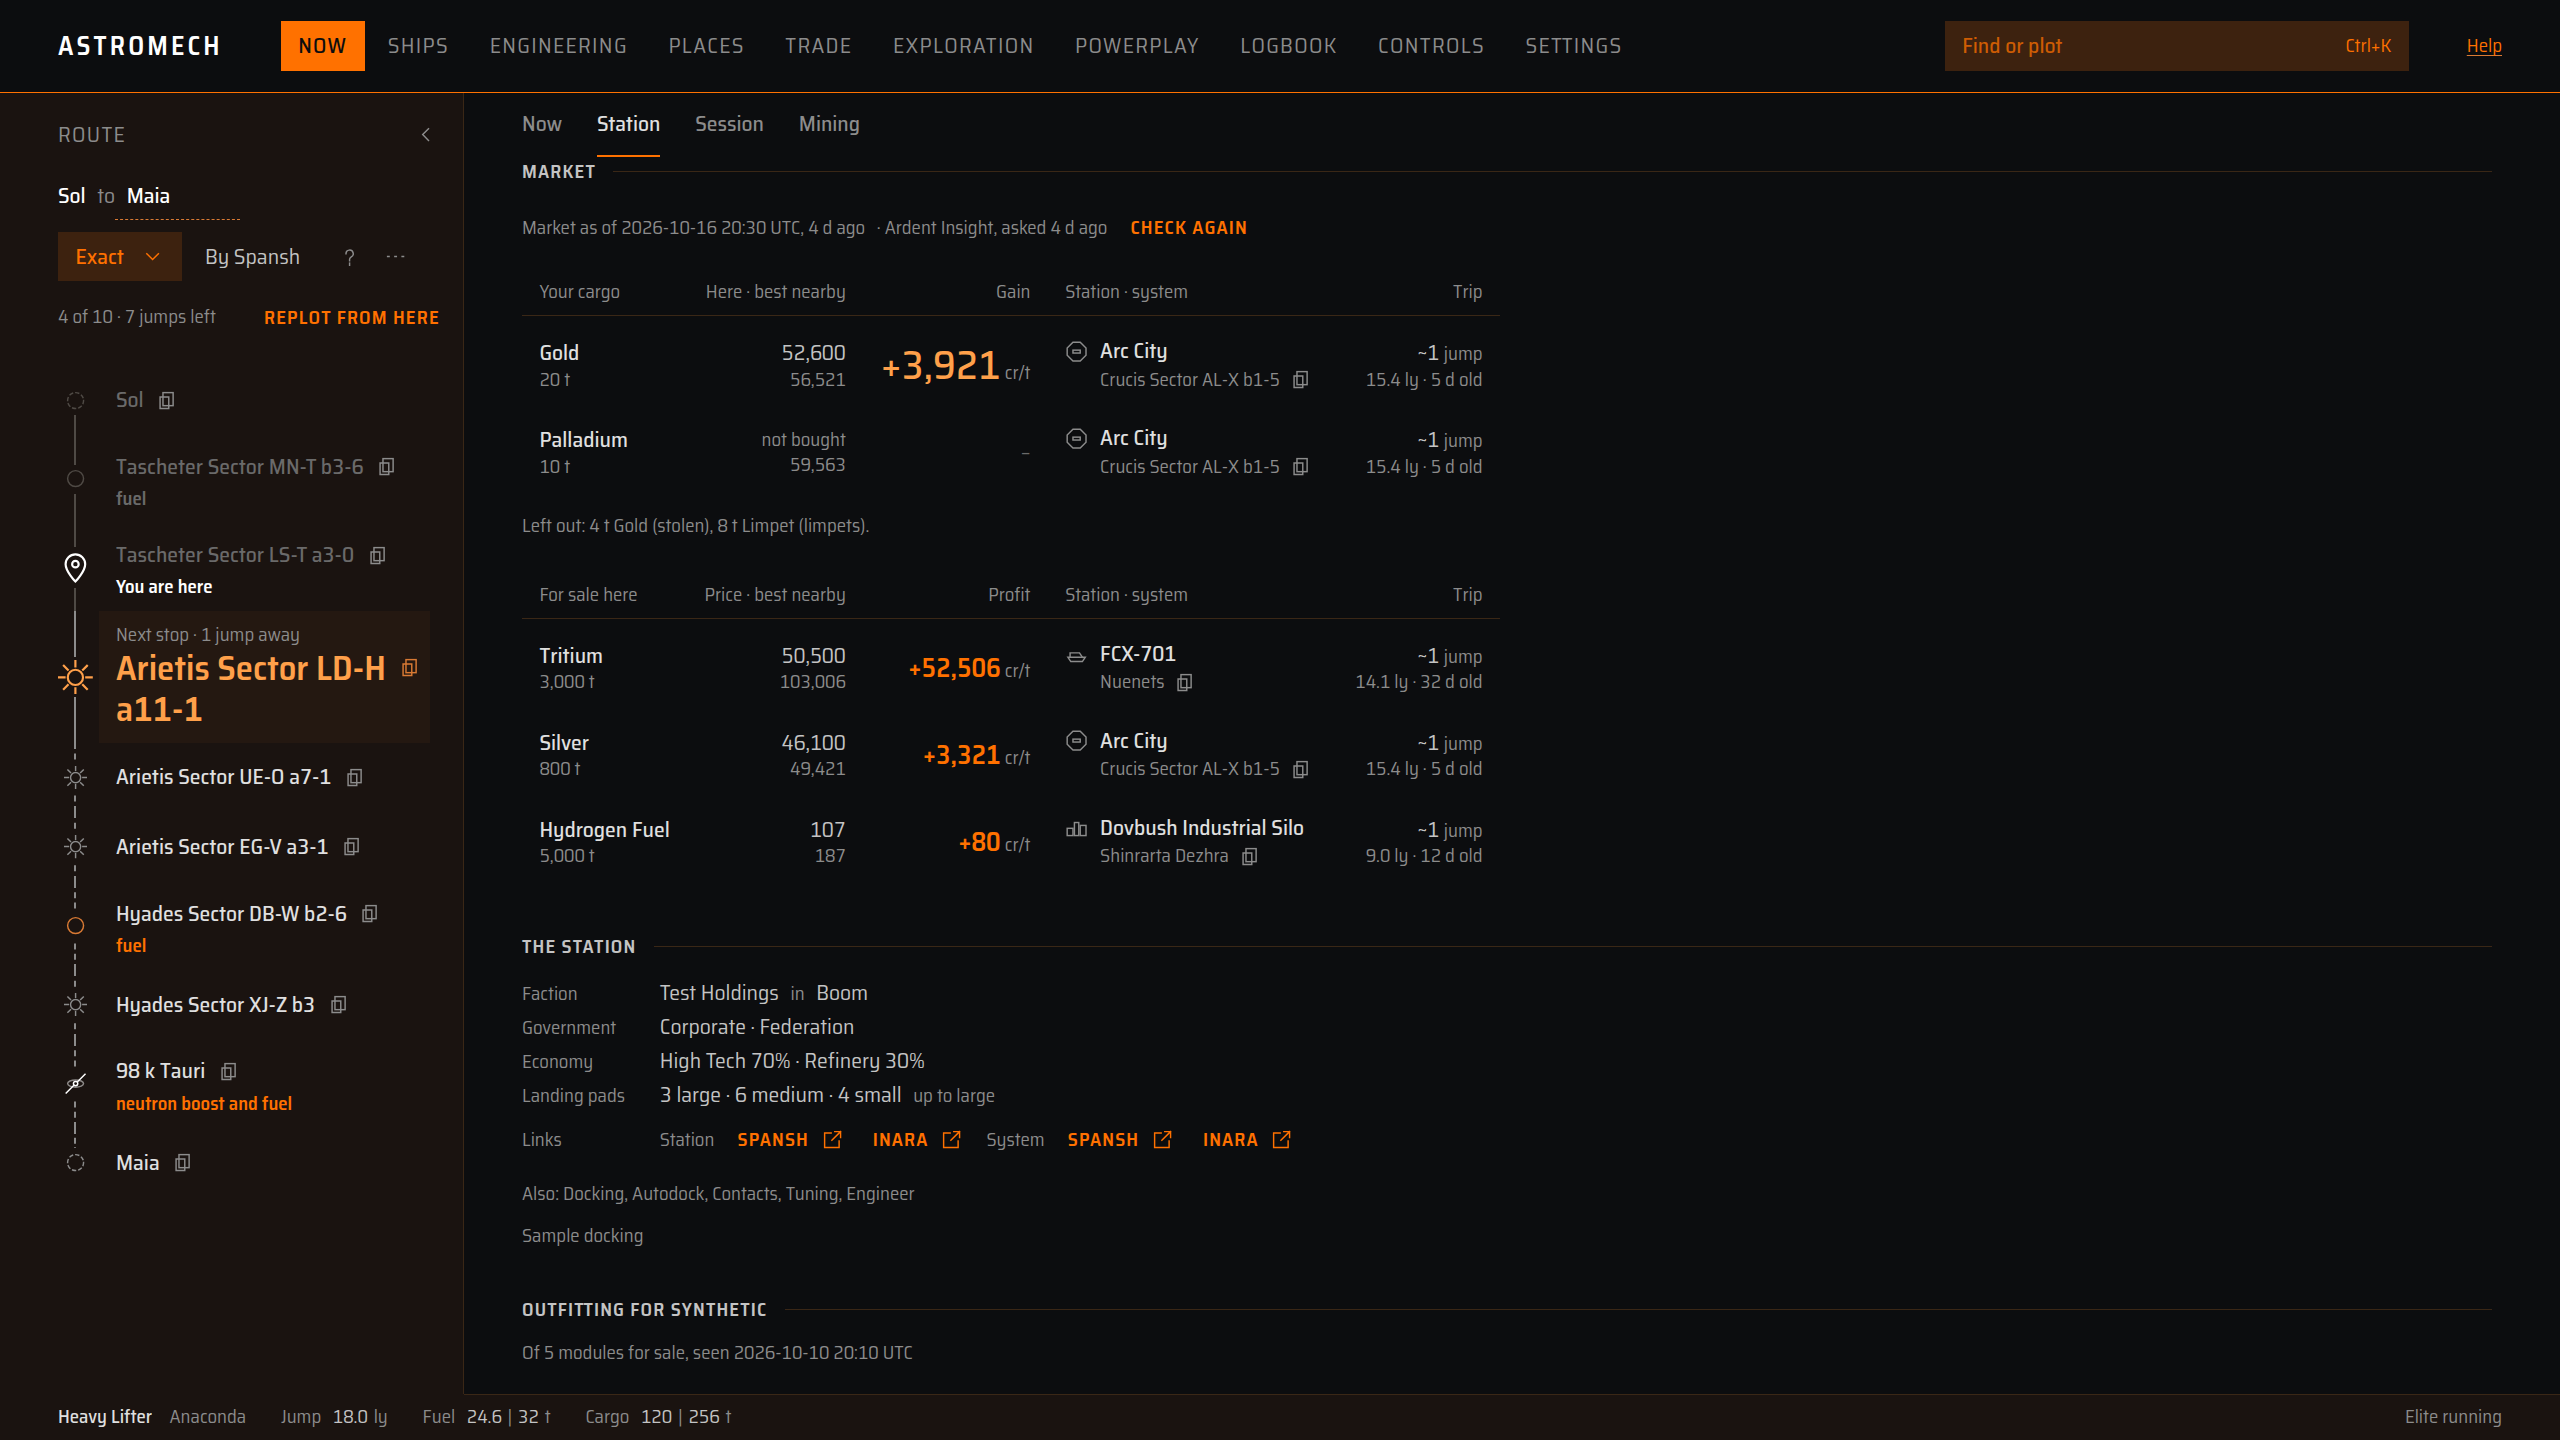 ASTROMECH NOW SHIPS ENGINEERING PLACES TRADE EXPLORATION POWERPLAY LOGBOOK CONTROLS SETTINGS Find or plot Ctrl+K Help
ROUTE
Sol to Maia
Exact By Spansh ? ···
4 of 10 · 7 jumps left REPLOT FROM HERE
Sol
Tascheter Sector MN-T b3-6
fuel
Tascheter Sector LS-T a3-0
You are here
Next stop · 1 jump away
Arietis Sector LD-H
a11-1
Arietis Sector UE-O a7-1
Arietis Sector EG-V a3-1
Hyades Sector DB-W b2-6
fuel
Hyades Sector XJ-Z b3
98 k Tauri
neutron boost and fuel
Maia
Now Station Session Mining
MARKET
Market as of 2026-10-16 20:30 UTC, 4 d ago · Ardent Insight, asked 4 d ago CHECK AGAIN
Your cargo Here · best nearby Gain Station · system Trip
Gold 52,600 +3,921 cr/t Arc City ~1 jump
20 t 56,521 Crucis Sector AL-X b1-5 15.4 ly · 5 d old
Palladium not bought – Arc City ~1 jump
10 t 59,563 Crucis Sector AL-X b1-5 15.4 ly · 5 d old
Left out: 4 t Gold (stolen), 8 t Limpet (limpets).
For sale here Price · best nearby Profit Station · system Trip
Tritium 50,500 +52,506 cr/t FCX-701 ~1 jump
3,000 t 103,006 Nuenets 14.1 ly · 32 d old
Silver 46,100 +3,321 cr/t Arc City ~1 jump
800 t 49,421 Crucis Sector AL-X b1-5 15.4 ly · 5 d old
Hydrogen Fuel 107 +80 cr/t Dovbush Industrial Silo ~1 jump
5,000 t 187 Shinrarta Dezhra 9.0 ly · 12 d old
THE STATION
Faction Test Holdings in Boom
Government Corporate · Federation
Economy High Tech 70% · Refinery 30%
Landing pads 3 large · 6 medium · 4 small up to large
Links Station SPANSH INARA System SPANSH INARA
Also: Docking, Autodock, Contacts, Tuning, Engineer
Sample docking
OUTFITTING FOR SYNTHETIC
Of 5 modules for sale, seen 2026-10-10 20:10 UTC
Heavy Lifter Anaconda Jump 18.0 ly Fuel 24.6 | 32 t Cargo 120 | 256 t Elite running